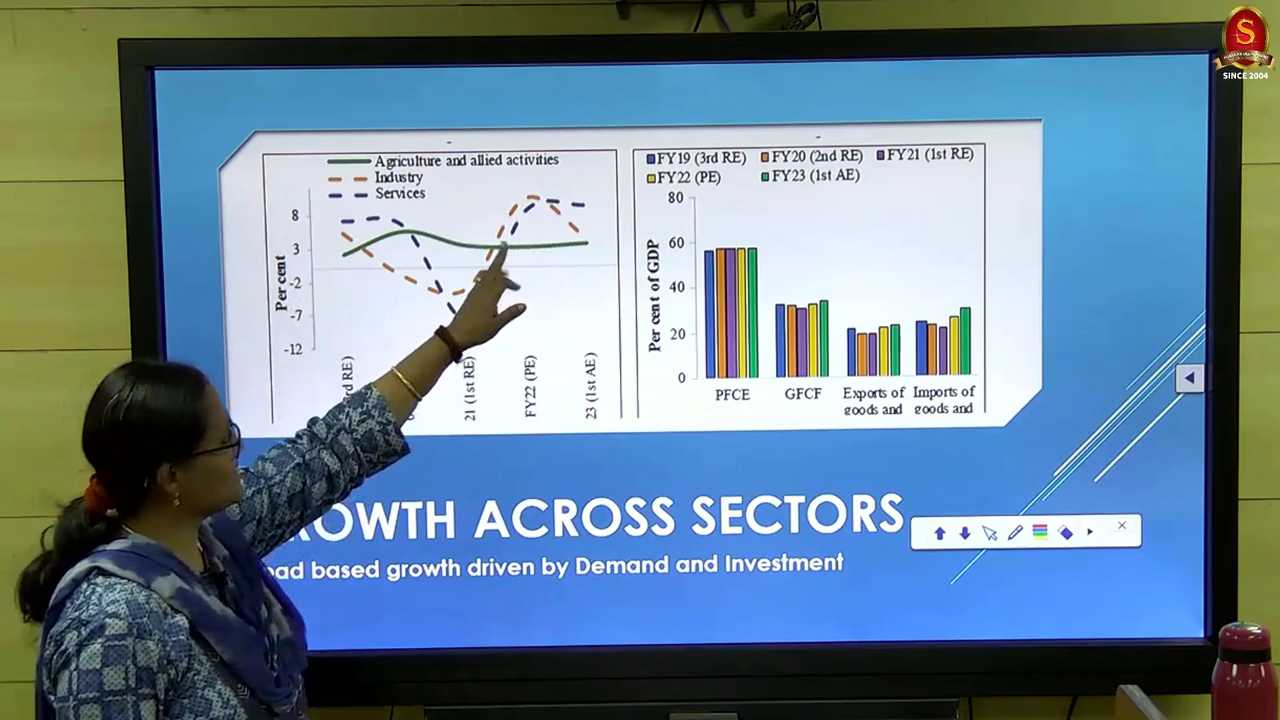 S
SINCE 2004
Agriculture and allied activities
Industry
Services
8
3
-2
-7
-12
Per cent
rd RE)
21 (1st RE)
FY22 (PE)
23 (1st AE)
FY19 (3rd RE) FY20 (2nd RE) FY21 (1st RE)
FY22 (PE) FY23 (1st AE)
80
60
40
20
0
Per cent of GDP
PFCE GFCF Exports of Imports of
goods and goods and
ROWTH ACROSS SECTORS
oad based growth driven by Demand and Investment